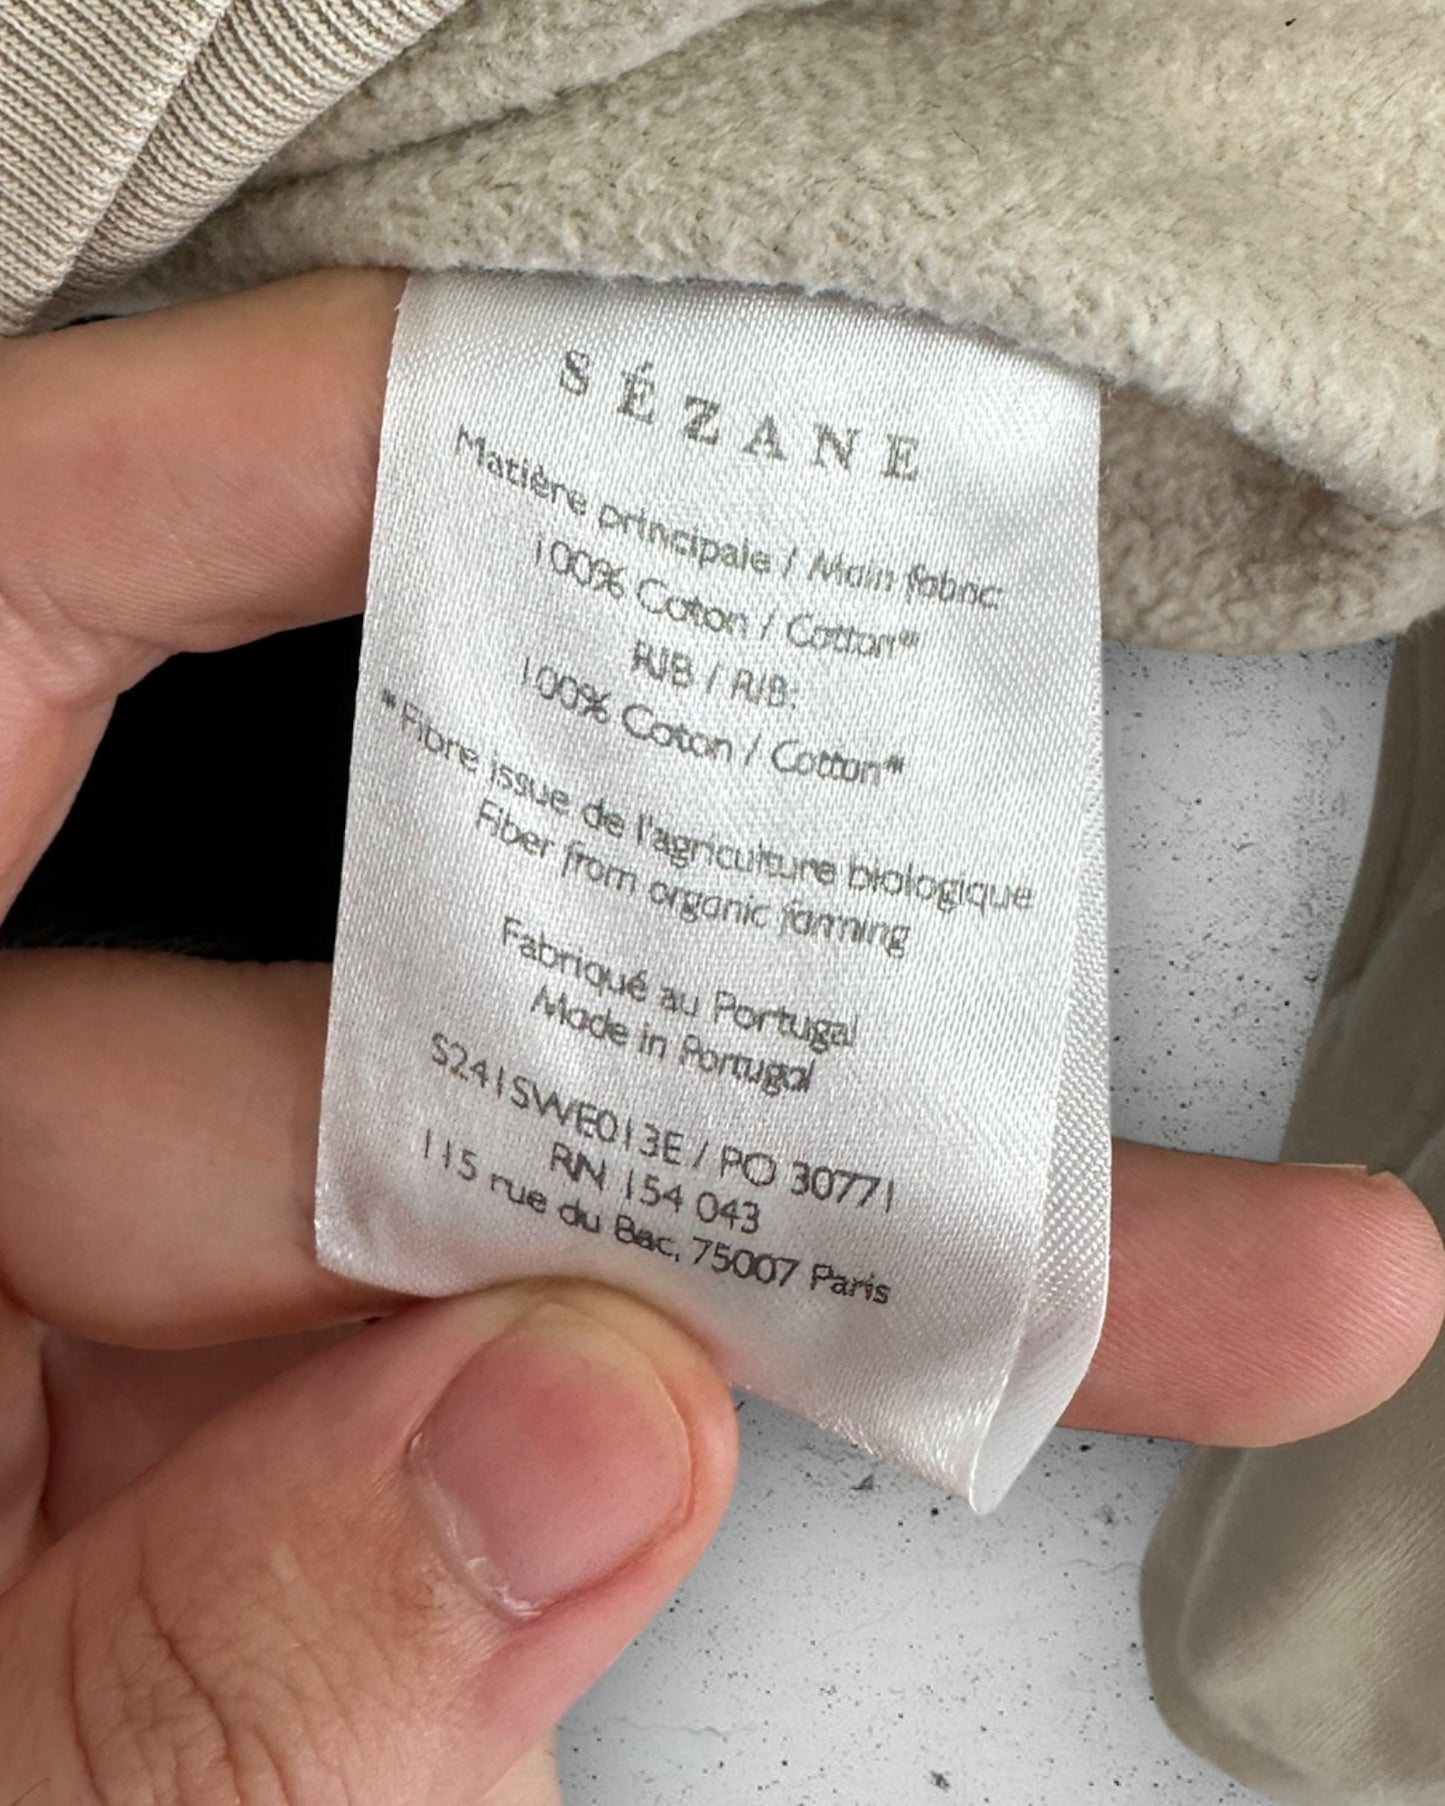 SÉZANE
Matière principale / Main fabric
100% Coton / Cotton*
RIB / RIB:
100% Coton / Cotton*
*Fibre issue de l'agriculture biologique
Fiber from organic farming
Fabriqué au Portugal
Made in Portugal
S241SWE013E / PO 30771
RN 154 043
115 rue du Bac, 75007 Paris